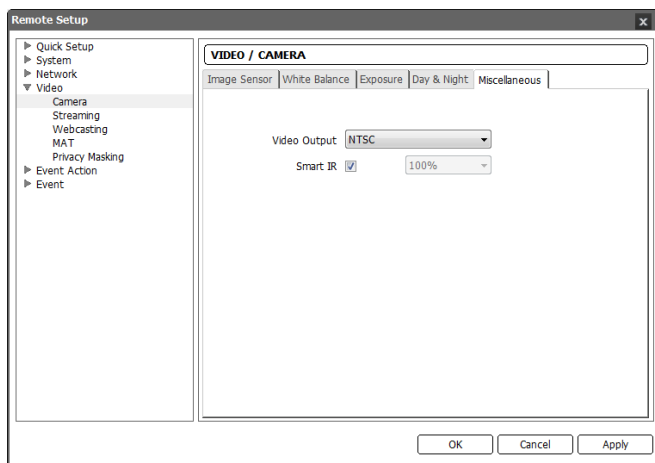 Remote Setup
Quick Setup
System
Network
Video
Camera
Streaming
Webcasting
MAT
Privacy Masking
Event Action
Event
VIDEO / CAMERA
Image Sensor White Balance Exposure Day & Night Miscellaneous
Video Output NTSC
Smart IR 100%
OK Cancel Apply